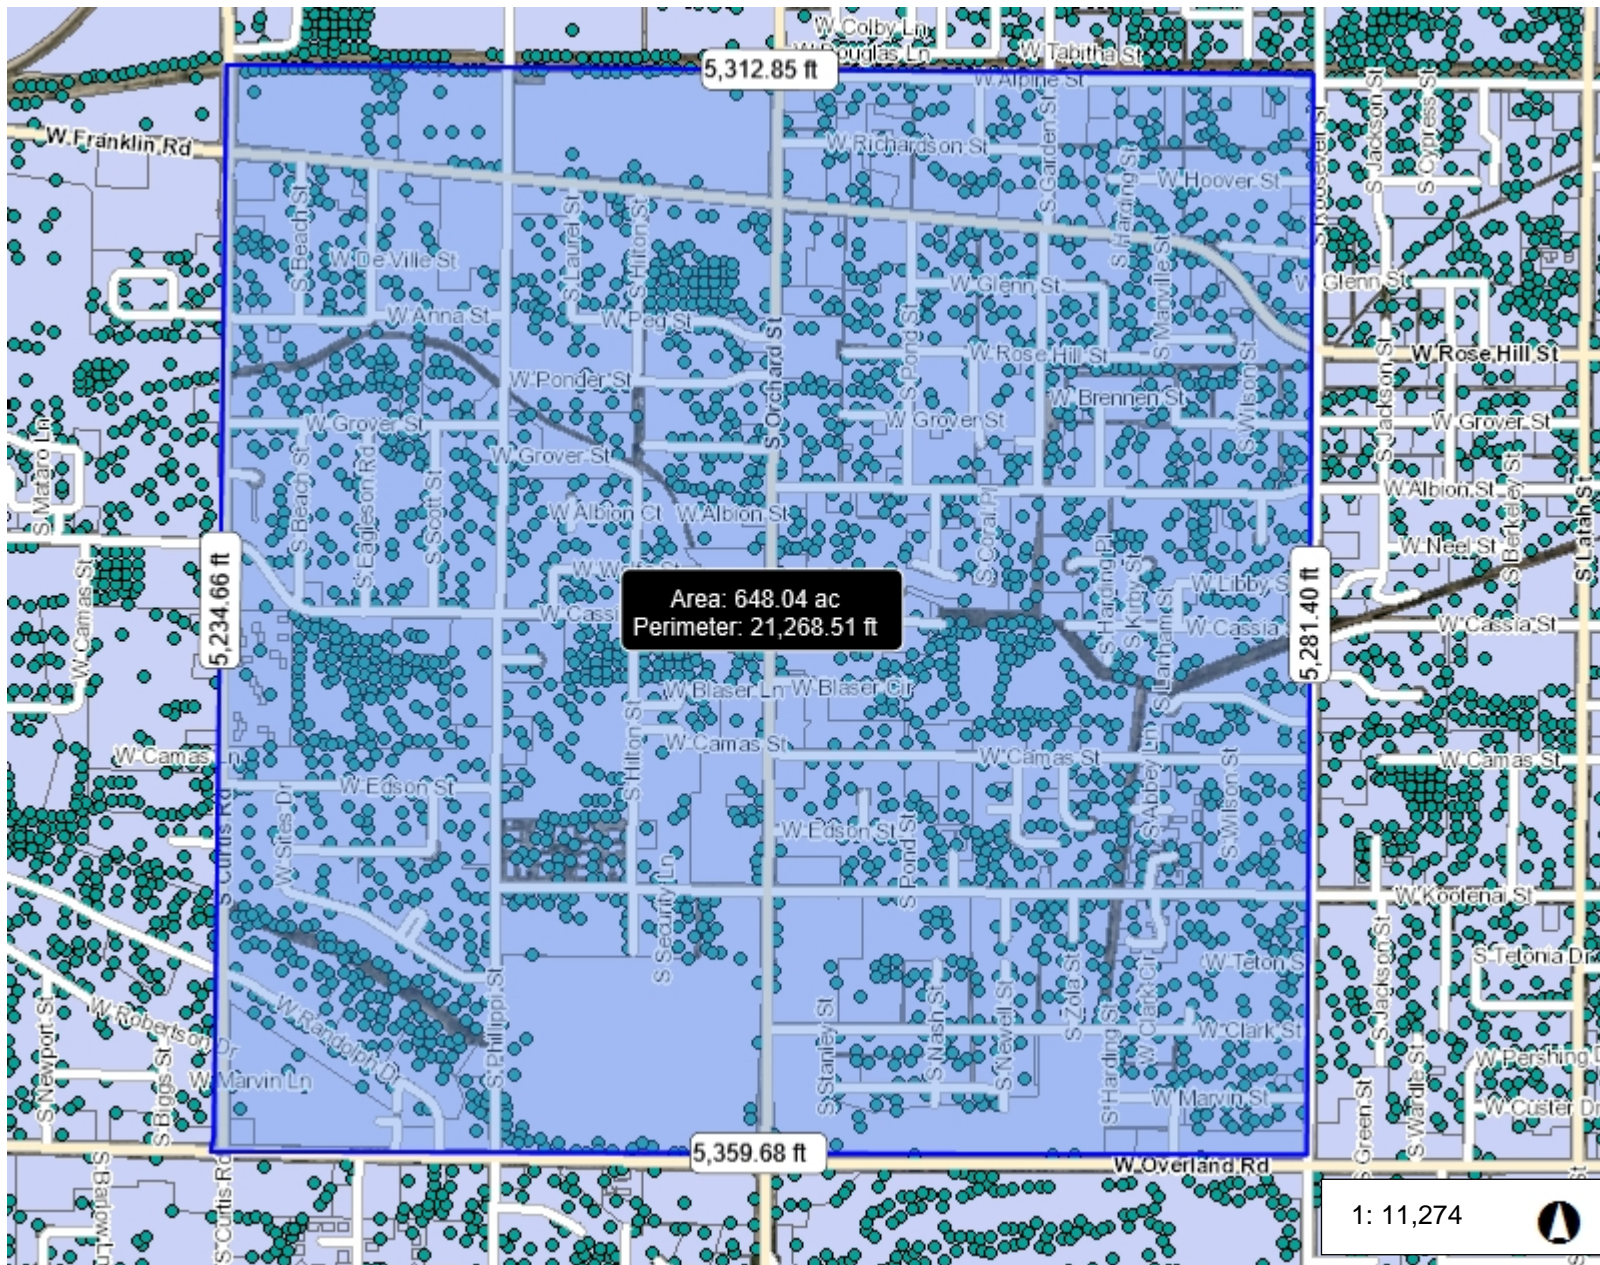 W Colby Ln
W Douglas Ln
W Tabitha St
5,312.85 ft
W Alpine St
W Franklin Rd
W Richardson St
S Garden St
S Harding St
W Hoover St
S Roosevelt St
S Jackson St
S Cypress St
S Beach St
S Laurel St
S Hilton St
W De Ville St
S Manville St
W Glenn St
W Glenn St
W Anna St
W Peg St
S Orchard St
S Pond St
W Rose Hill St
W Rose Hill St
W Ponder St
W Brennen St
S Wilson St
S Jackson St
W Grover St
W Grover St
W Grover St
W Grover St
S Mataro Ln
S Beach St
S Eagleson Rd
S Scott St
W Albion Ct
W Albion St
W Albion St
S Coral Pl
S Berkeley St
S Latah St
W Neel St
5,234.66 ft
5,281.40 ft
S Camas St
S Harding Pl
S Kirby St
S Lanham St
W Libby S
W Cassi
Area: 648.04 ac
Perimeter: 21,268.51 ft
W Cassia
W Cassia St
W Blaser Ln
W Blaser Cir
S Hilton St
W Camas Ln
W Camas St
W Camas St
W Camas St
S Abbey Ln
S Wilson St
W Edson St
W Sites Dr
W Edson St
S Pond St
S Curtis Rd
S Security Ln
W Kootenai St
S Jackson St
S Tetonia Dr
W Teton S
S Phillippi St
S Zola St
W Clark Cir
S Newport St
W Roberts on Dr
W Randolph Dr
S Stanley St
S Nash St
S Newell St
S Harding St
W Clark St
S Biggs St
W Marvin Ln
W Marvin St
S Green St
S Wardle St
W Pershing D
W Custer Dr
5,359.68 ft
W Overland Rd
S Barlow Ln
S Curtis Rd
1: 11,274